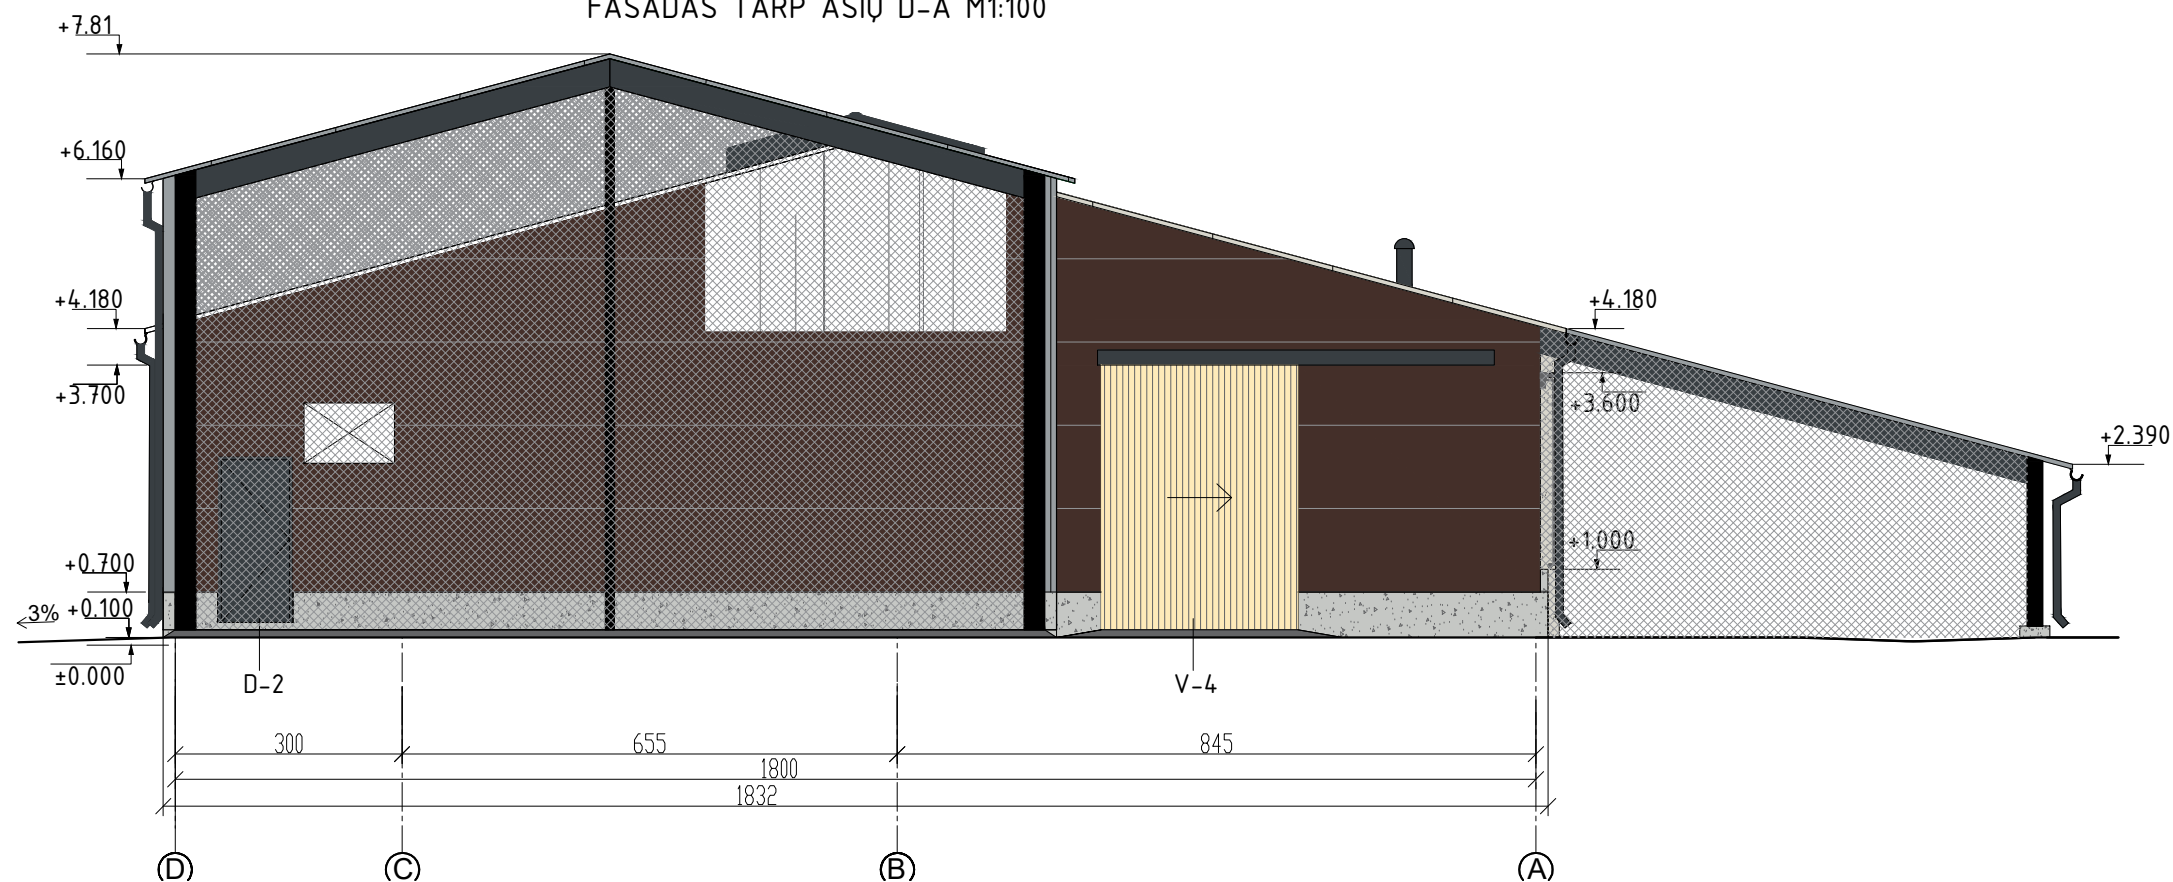 FASADAS TARP AŠIŲ D-A M1:100
+7.81
+6.160
+4.180
+4.180
+3.700
+3.600
+2.390
+1.000
+0.700
3%
+0.100
±0.000
D-2
V-4
300
655
845
1800
1832
D
C
B
A